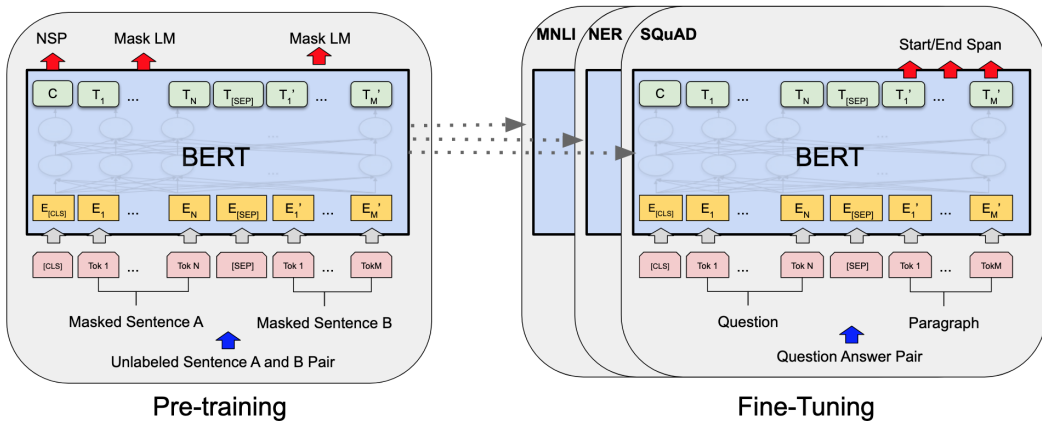 NSP Mask LM Mask LM
C T1 ... TN T[SEP] T1' ... TM'
...
BERT
...
E[CLS] E1 ... EN E[SEP] E1' ... EM'
[CLS] Tok 1 ... Tok N [SEP] Tok 1 ... TokM
Masked Sentence A Masked Sentence B
Unlabeled Sentence A and B Pair
Pre-training
MNLI NER SQuAD
Start/End Span
C T1 ... TN T[SEP] T1' ... TM'
...
BERT
...
E[CLS] E1 ... EN E[SEP] E1' ... EM'
[CLS] Tok 1 ... Tok N [SEP] Tok 1 ... TokM
Question Paragraph
Question Answer Pair
Fine-Tuning